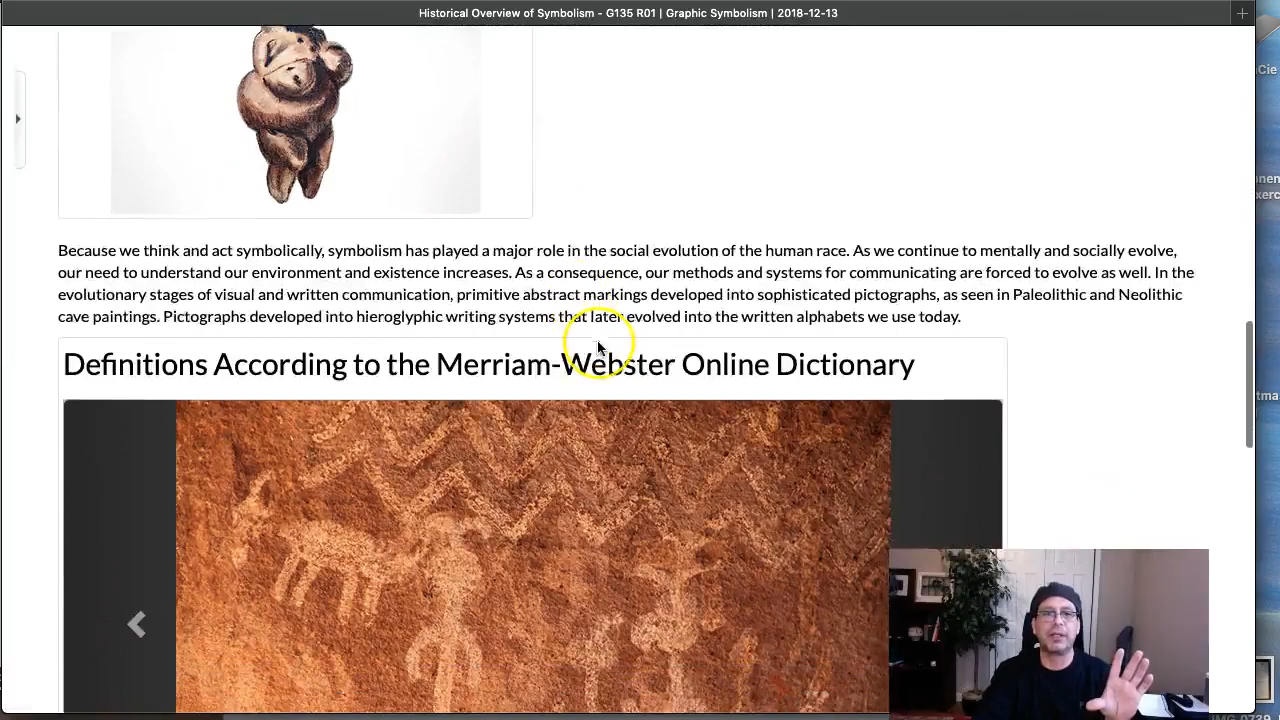 Historical Overview of Symbolism - G135 R01 | Graphic Symbolism | 2018-12-13
Because we think and act symbolically, symbolism has played a major role in the social evolution of the human race. As we continue to mentally and socially evolve,
our need to understand our environment and existence increases. As a consequence, our methods and systems for communicating are forced to evolve as well. In the
evolutionary stages of visual and written communication, primitive abstract markings developed into sophisticated pictographs, as seen in Paleolithic and Neolithic
cave paintings. Pictographs developed into hieroglyphic writing systems that later evolved into the written alphabets we use today.
Definitions According to the Merriam-Webster Online Dictionary